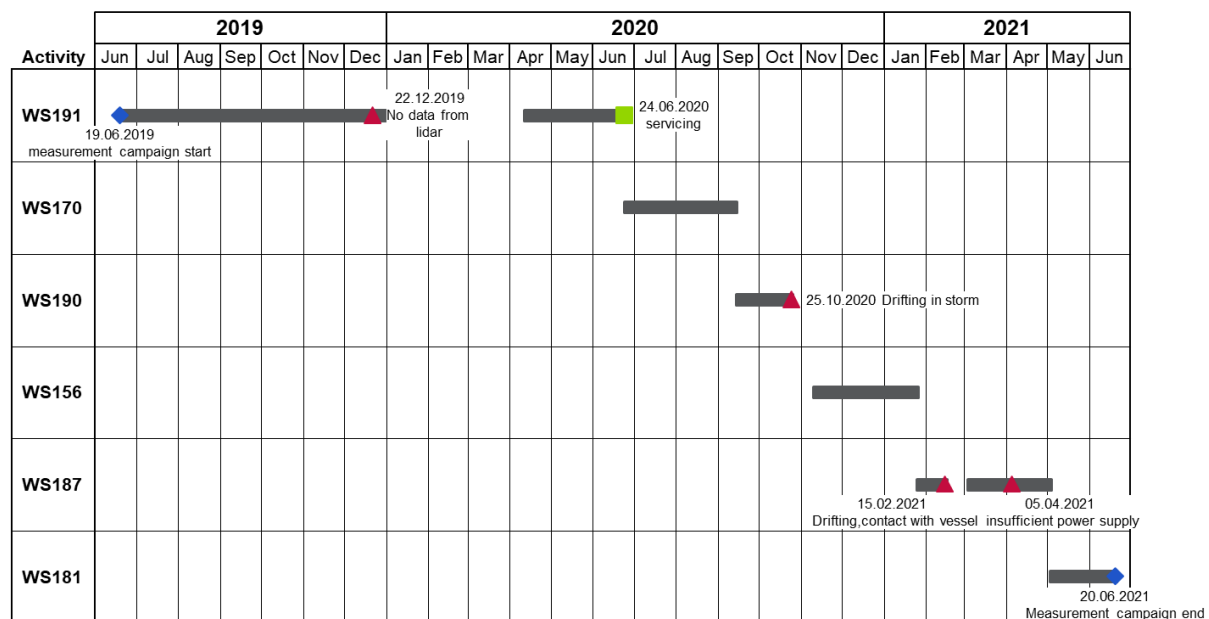 2019 2020 2021
Activity Jun Jul Aug Sep Oct Nov Dec Jan Feb Mar Apr May Jun Jul Aug Sep Oct Nov Dec Jan Feb Mar Apr May Jun
WS191
19.06.2019
measurement campaign start
22.12.2019
No data from
lidar
24.06.2020
servicing
WS170
WS190
25.10.2020 Drifting in storm
WS156
WS187
15.02.2021
Drifting,contact with vessel
05.04.2021
insufficient power supply
WS181
20.06.2021
Measurement campaign end